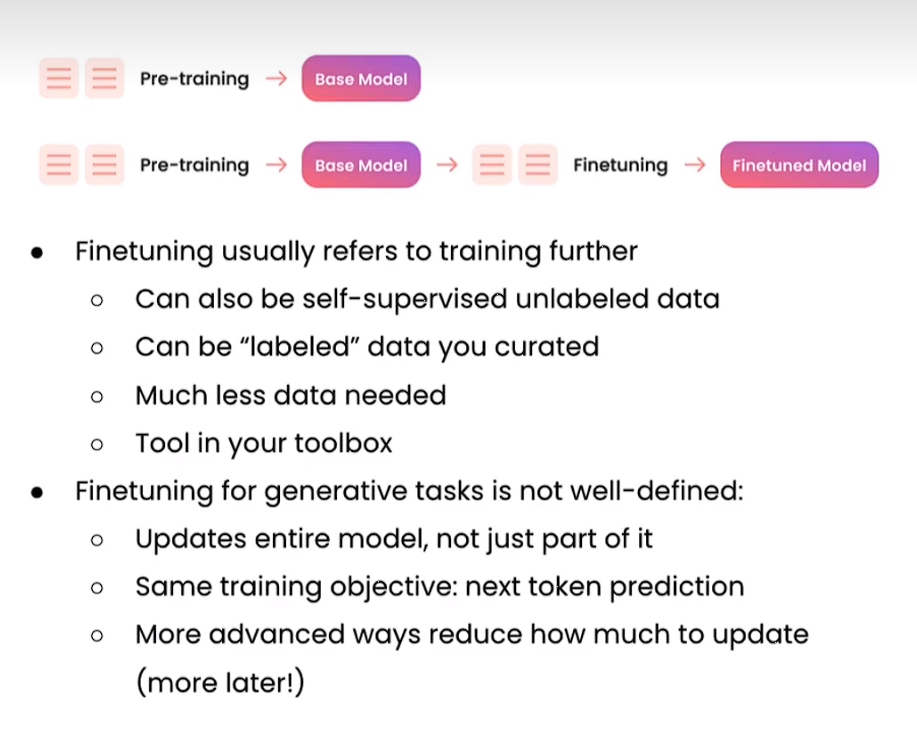 Pre-training → Base Model
Pre-training → Base Model → Finetuning → Finetuned Model
● Finetuning usually refers to training further
○ Can also be self-supervised unlabeled data
○ Can be “labeled” data you curated
○ Much less data needed
○ Tool in your toolbox
● Finetuning for generative tasks is not well-defined:
○ Updates entire model, not just part of it
○ Same training objective: next token prediction
○ More advanced ways reduce how much to update
(more later!)